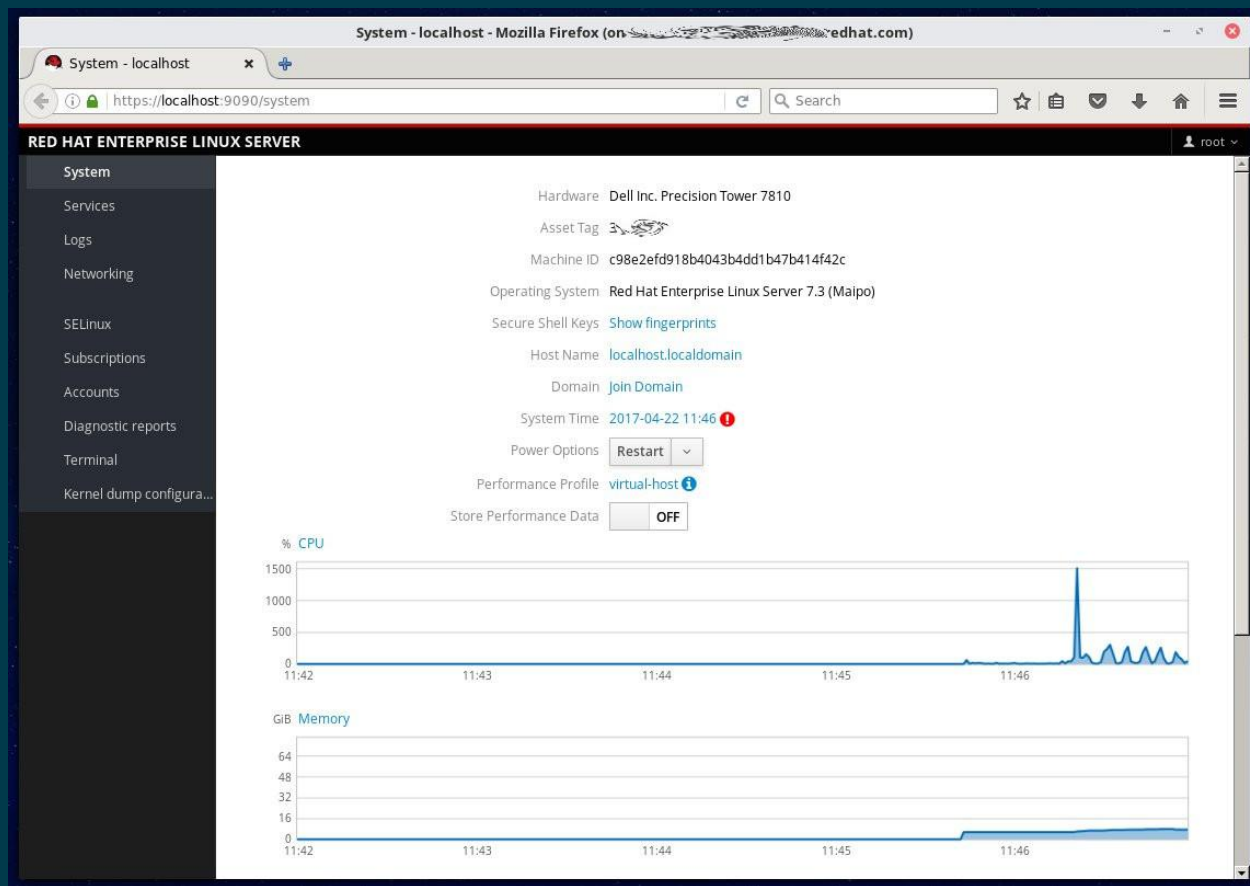 System - localhost - Mozilla Firefox (on edhat.com)
System - localhost
https://localhost:9090/system
Search
RED HAT ENTERPRISE LINUX SERVER
root
System
Services
Logs
Networking
SELinux
Subscriptions
Accounts
Diagnostic reports
Terminal
Kernel dump configura...
Hardware Dell Inc. Precision Tower 7810
Asset Tag
Machine ID c98e2efd918b4043b4dd1b47b414f42c
Operating System Red Hat Enterprise Linux Server 7.3 (Maipo)
Secure Shell Keys Show fingerprints
Host Name localhost.localdomain
Domain Join Domain
System Time 2017-04-22 11:46
Power Options Restart
Performance Profile virtual-host
Store Performance Data OFF
% CPU
1500
1000
500
0
11:42 11:43 11:44 11:45 11:46
GiB Memory
64
48
32
16
0
11:42 11:43 11:44 11:45 11:46